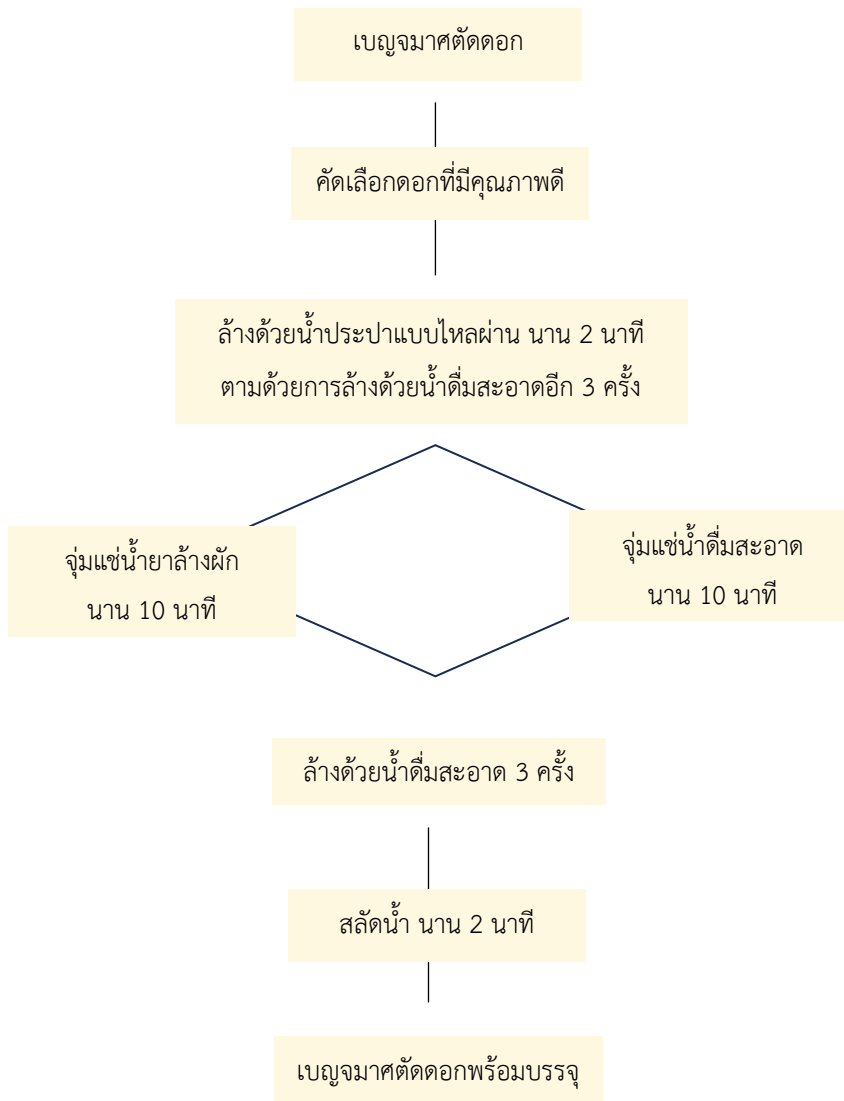 เบญจมาศตัดดอก
คัดเลือกดอกที่มีคุณภาพดี
ล้างด้วยน้ำประปาแบบไหลผ่าน นาน 2 นาที
ตามด้วยการล้างด้วยน้ำดื่มสะอาดอีก 3 ครั้ง
จุ่มแช่น้ำยาล้างผัก
นาน 10 นาที
จุ่มแช่น้ำดื่มสะอาด
นาน 10 นาที
ล้างด้วยน้ำดื่มสะอาด 3 ครั้ง
สลัดน้ำ นาน 2 นาที
เบญจมาศตัดดอกพร้อมบรรจุ